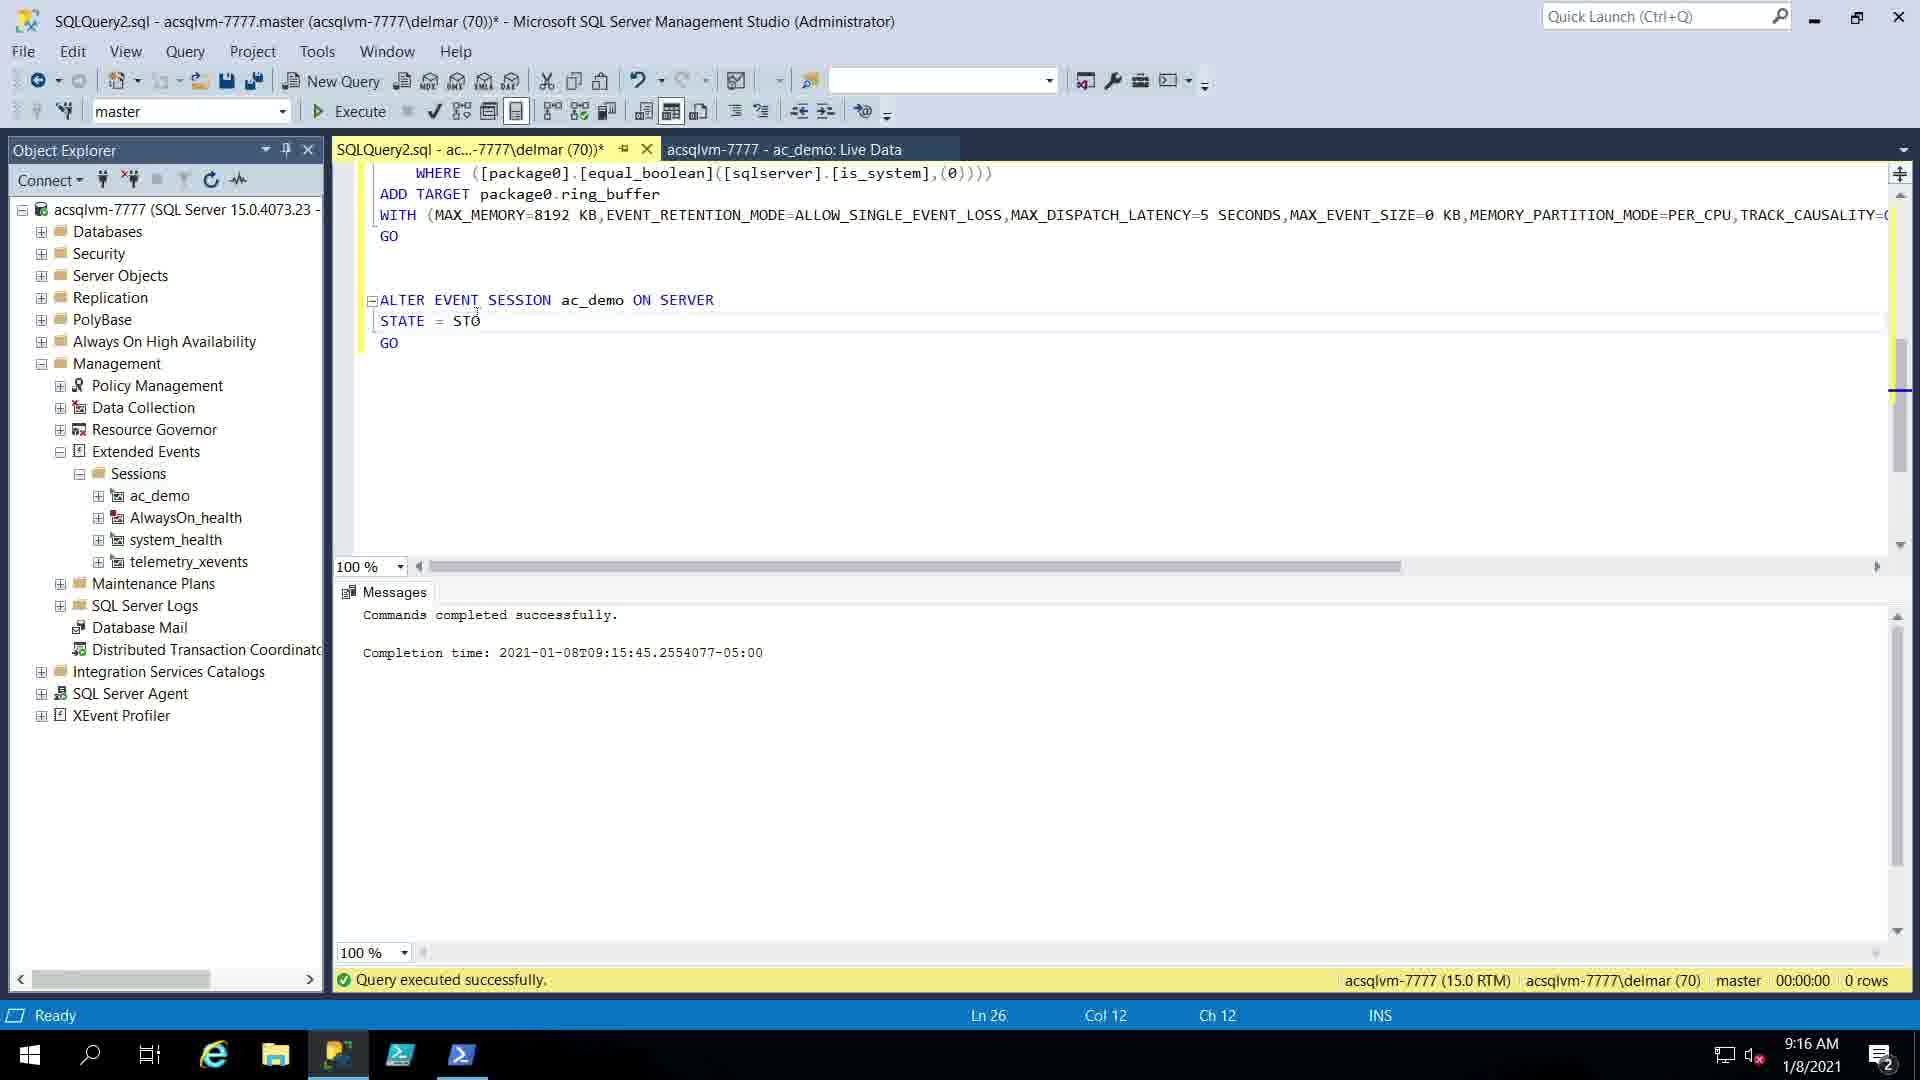 SQLQuery2.sql - acsqlvm-7777.master (acsqlvm-7777\delmar (70))* - Microsoft SQL Server Management Studio (Administrator)
Quick Launch (Ctrl+Q)
File Edit View Query Project Tools Window Help
New Query
MDX DMX XMLA DAX
master
Execute
Object Explorer
SQLQuery2.sql - ac...-7777\delmar (70))*
acsqlvm-7777 - ac_demo: Live Data
Connect
acsqlvm-7777 (SQL Server 15.0.4073.23 -
Databases
Security
Server Objects
Replication
PolyBase
Always On High Availability
Management
Policy Management
Data Collection
Resource Governor
Extended Events
Sessions
ac_demo
AlwaysOn_health
system_health
telemetry_xevents
Maintenance Plans
SQL Server Logs
Database Mail
Distributed Transaction Coordinato
Integration Services Catalogs
SQL Server Agent
XEvent Profiler
WHERE ([package0].[equal_boolean]([sqlserver].[is_system],(0))))
ADD TARGET package0.ring_buffer
WITH (MAX_MEMORY=8192 KB,EVENT_RETENTION_MODE=ALLOW_SINGLE_EVENT_LOSS,MAX_DISPATCH_LATENCY=5 SECONDS,MAX_EVENT_SIZE=0 KB,MEMORY_PARTITION_MODE=PER_CPU,TRACK_CAUSALITY=
GO
ALTER EVENT SESSION ac_demo ON SERVER
STATE = STO
GO
100 %
Messages
Commands completed successfully.
Completion time: 2021-01-08T09:15:45.2554077-05:00
100 %
Query executed successfully.
acsqlvm-7777 (15.0 RTM) acsqlvm-7777\delmar (70) master 00:00:00 0 rows
Ready
Ln 26 Col 12 Ch 12 INS
9:16 AM
1/8/2021
2